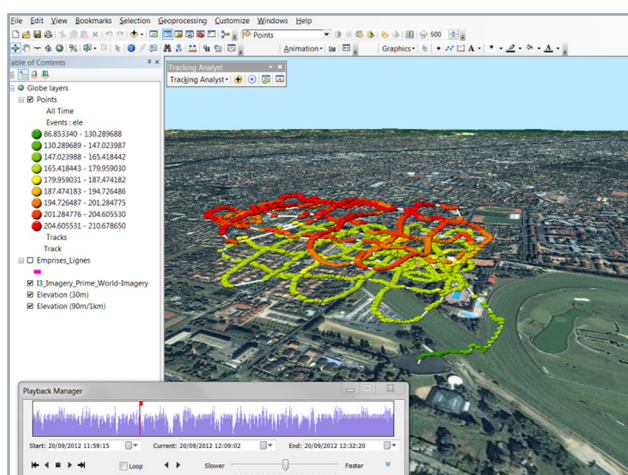 File Edit View Bookmarks Selection Geoprocessing Customize Windows Help
Points
500
Animation
Graphics
Table of Contents
Tracking Analyst
Tracking Analyst
Globe layers
Points
All Time
Events : ele
86.853340 - 130.289688
130.289689 - 147.023987
147.023988 - 165.418442
165.418443 - 179.959030
179.959031 - 187.474182
187.474183 - 194.726486
194.726487 - 201.284775
201.284776 - 204.605530
204.605531 - 210.678650
Tracks
Track
Emprises_Lignes
I3_Imagery_Prime_World-Imagery
Elevation (30m)
Elevation (90m/1km)
Playback Manager
Start: 20/09/2012 11:59:15 Current: 20/09/2012 12:09:02 End: 20/09/2012 12:32:20
Loop Slower Faster